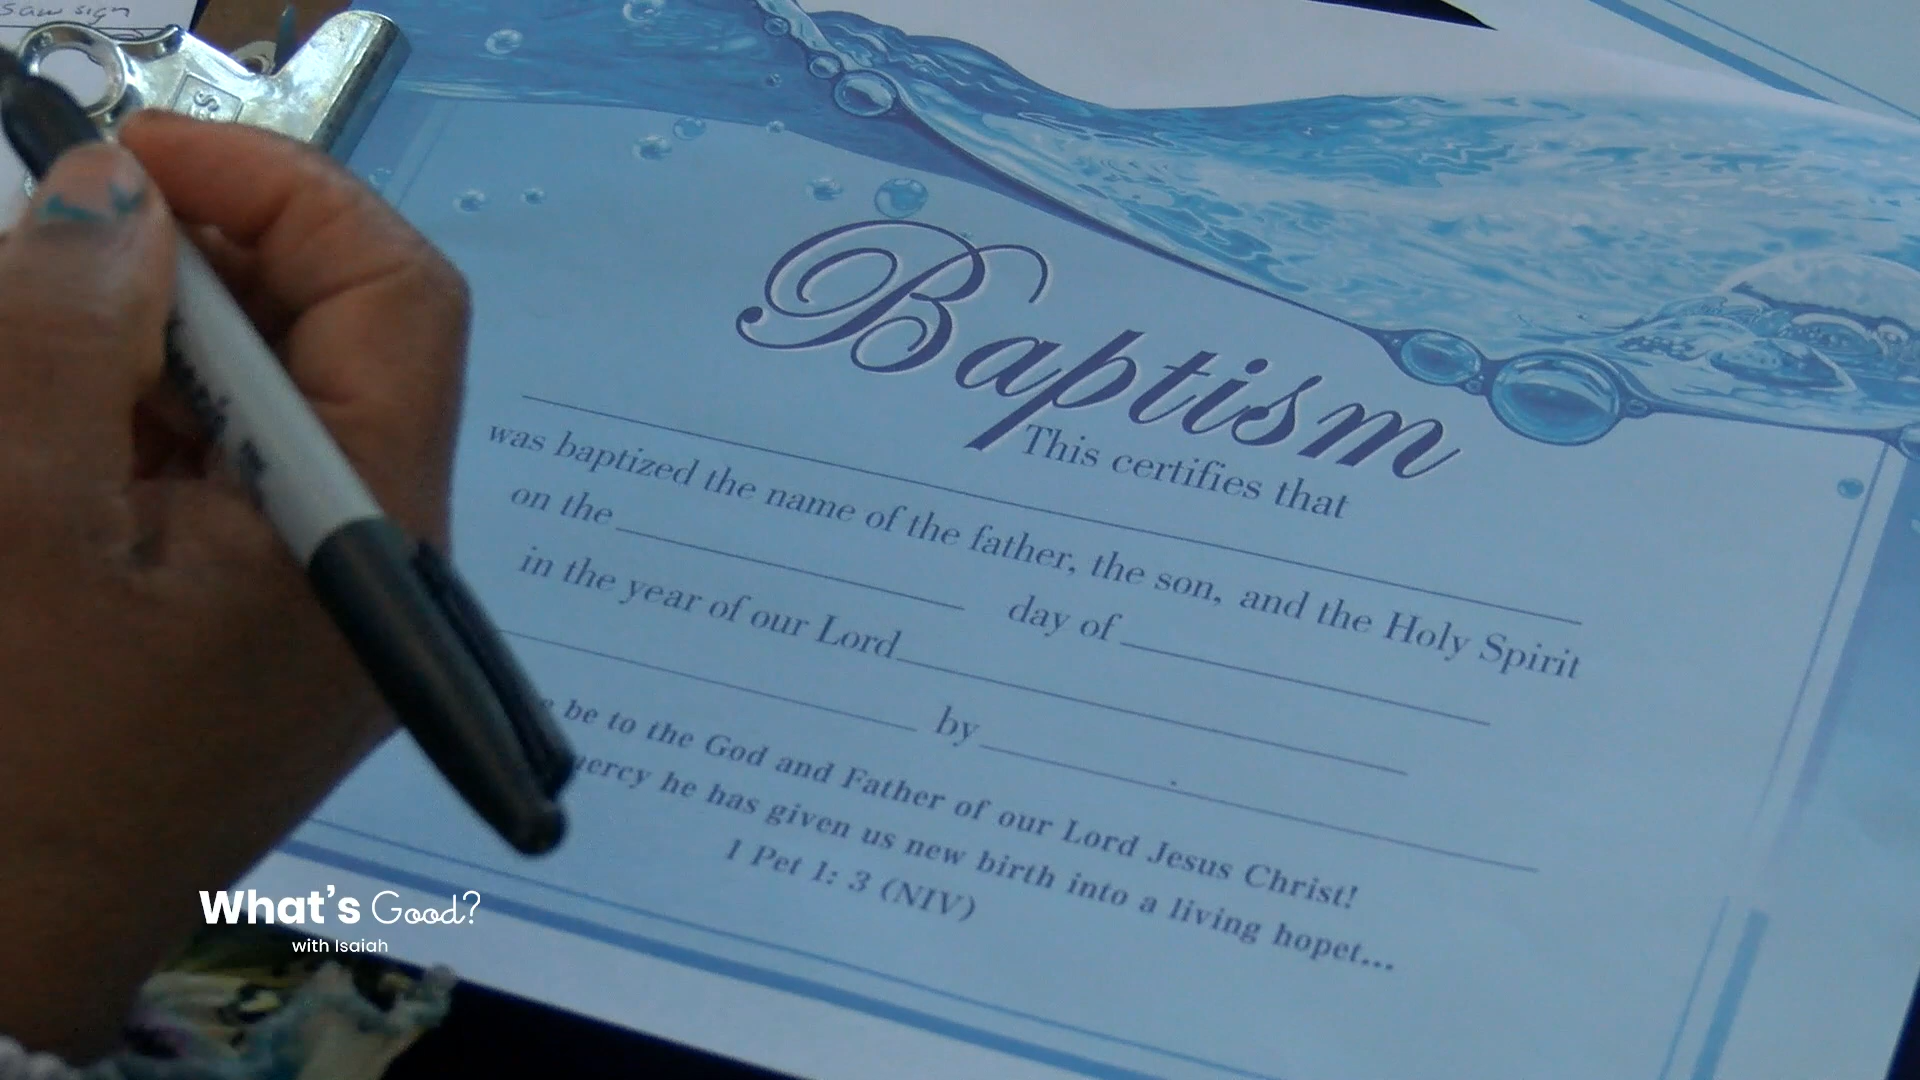 saw sign
Baptism
This certifies that
was baptized the name of the father, the son, and the Holy Spirit
on the day of
in the year of our Lord
by
be to the God and Father of our Lord Jesus Christ!
mercy he has given us new birth into a living hopet...
1 Pet 1: 3 (NIV)
What's Good?
with Isaiah